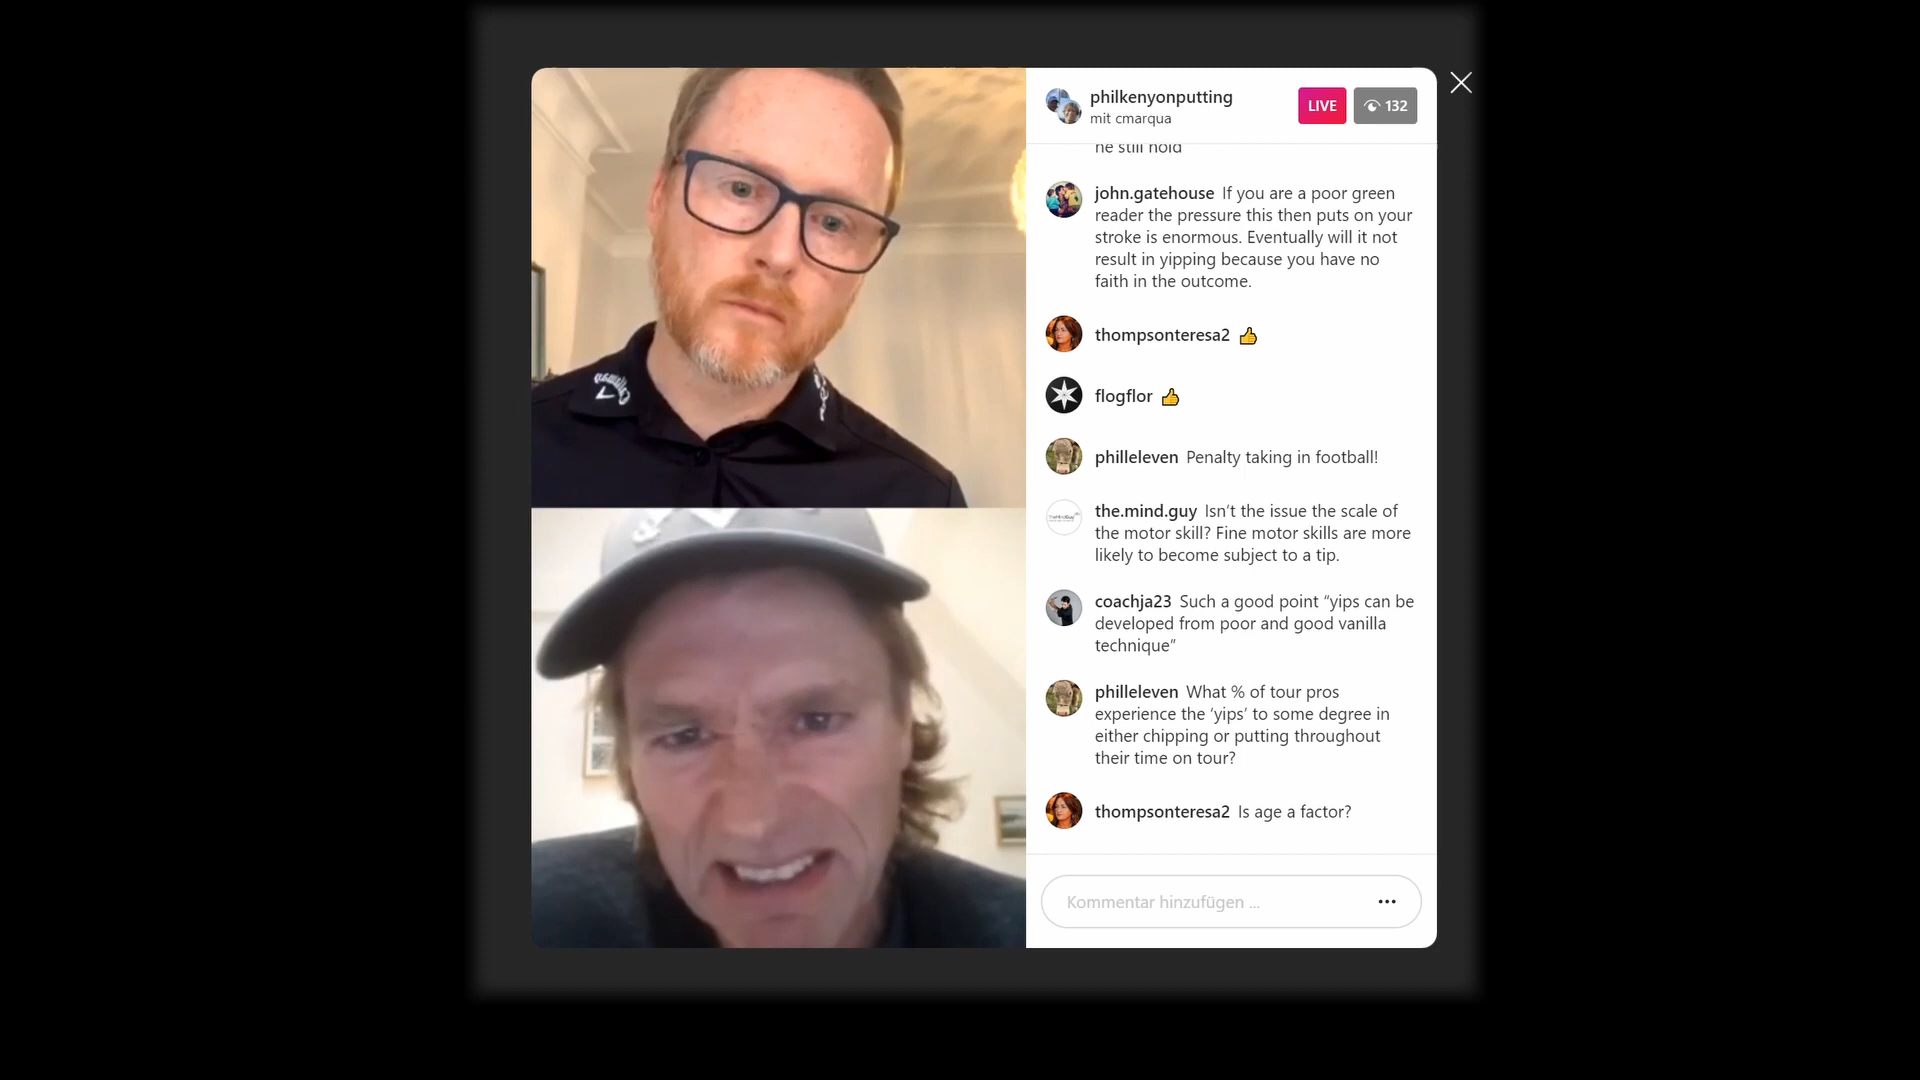 philkenyonputting
mit cmarqua
LIVE
132
he still hold
john.gatehouse If you are a poor green
reader the pressure this then puts on your
stroke is enormous. Eventually will it not
result in yipping because you have no
faith in the outcome.
thompsonteresa2 👍
flogflor 👍
philleleven Penalty taking in football!
the.mind.guy Isn’t the issue the scale of
the motor skill? Fine motor skills are more
likely to become subject to a tip.
coachja23 Such a good point “yips can be
developed from poor and good vanilla
technique”
philleleven What % of tour pros
experience the ‘yips’ to some degree in
either chipping or putting throughout
their time on tour?
thompsonteresa2 Is age a factor?
Kommentar hinzufügen ...
Callaway